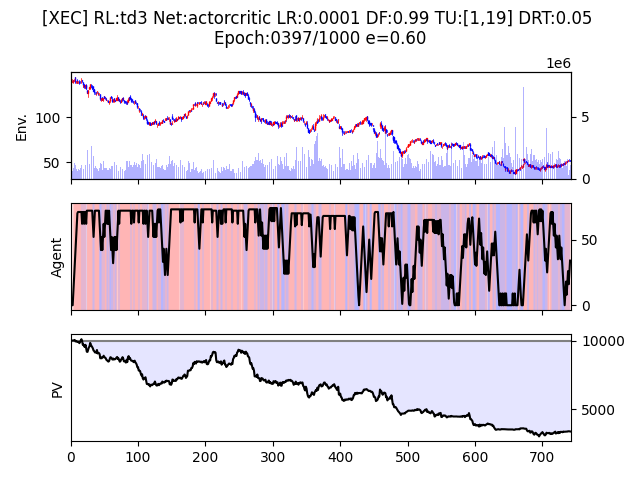 [XEC] RL:td3 Net:actorcritic LR:0.0001 DF:0.99 TU:[1,19] DRT:0.05
Epoch:0397/1000 e=0.60
1e6
Env.
100
50
5
0
Agent
50
0
PV
10000
5000
0 100 200 300 400 500 600 700